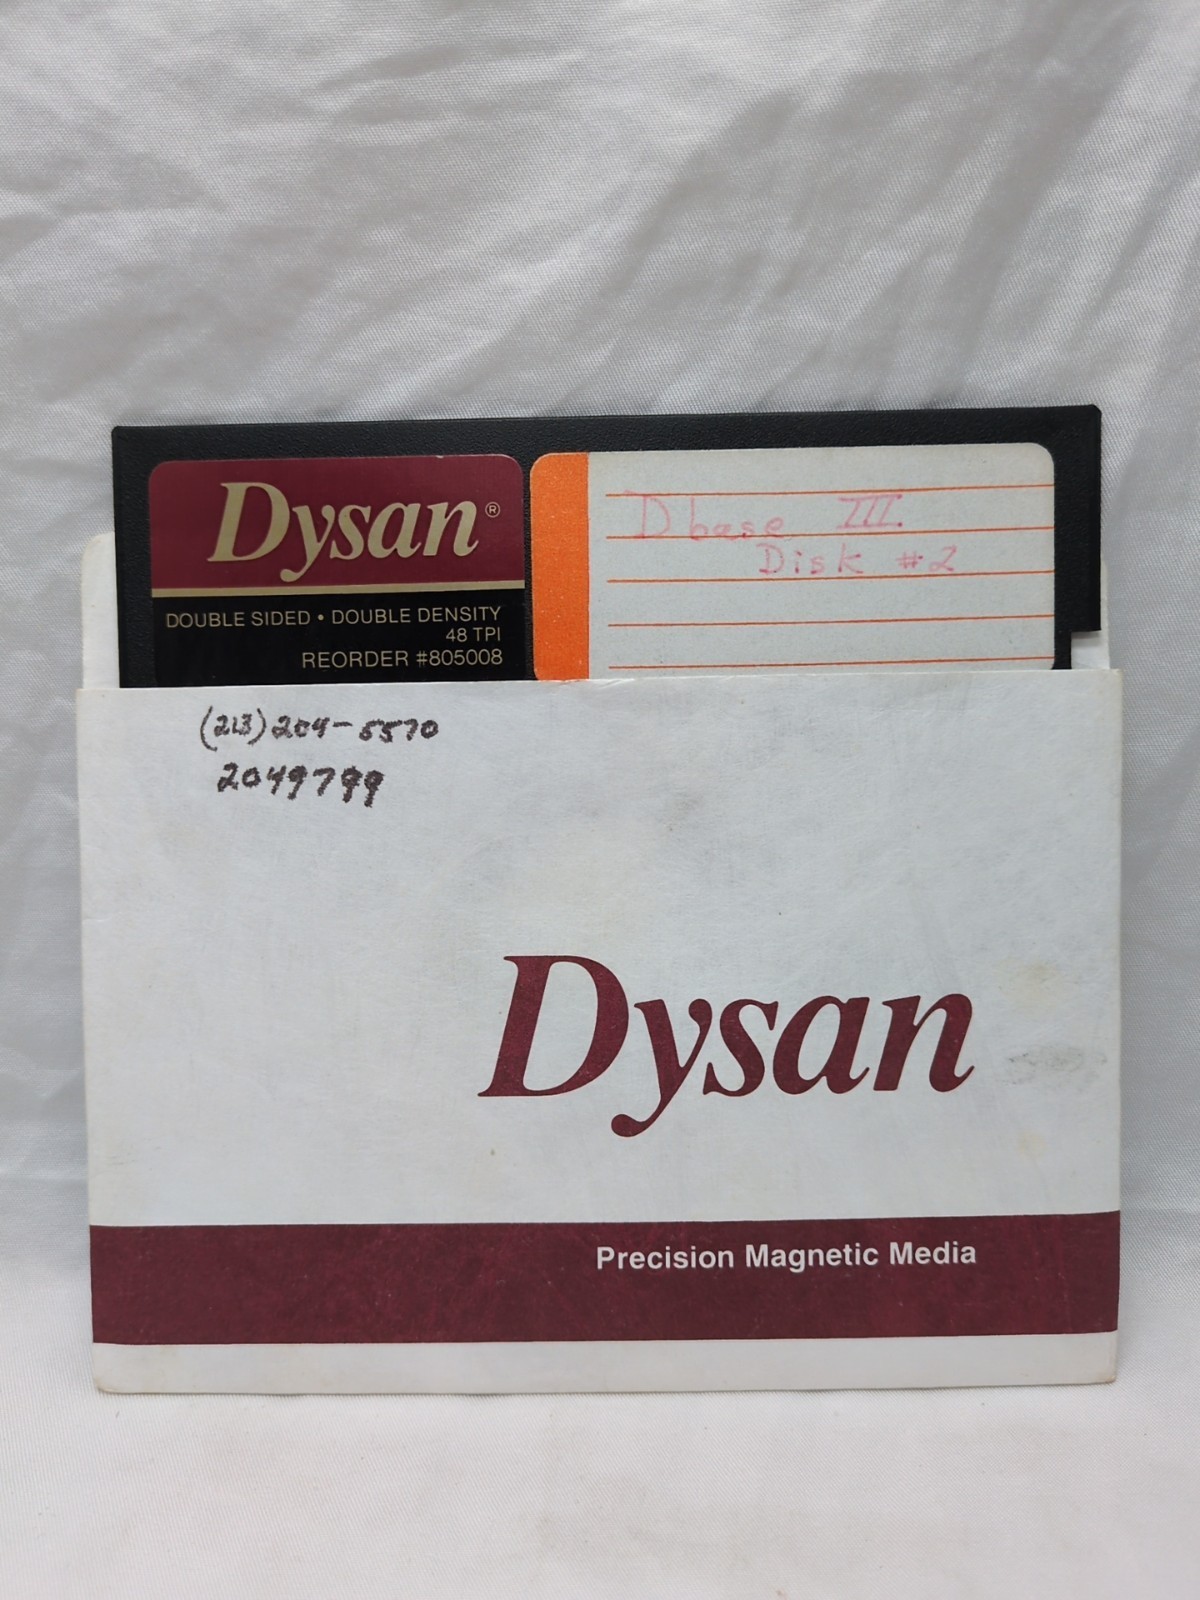 Dysan®
DOUBLE SIDED • DOUBLE DENSITY
48 TPI
REORDER #805008
Dbase III.
Disk #2
(213) 204-5570
2049799
Dysan
Precision Magnetic Media